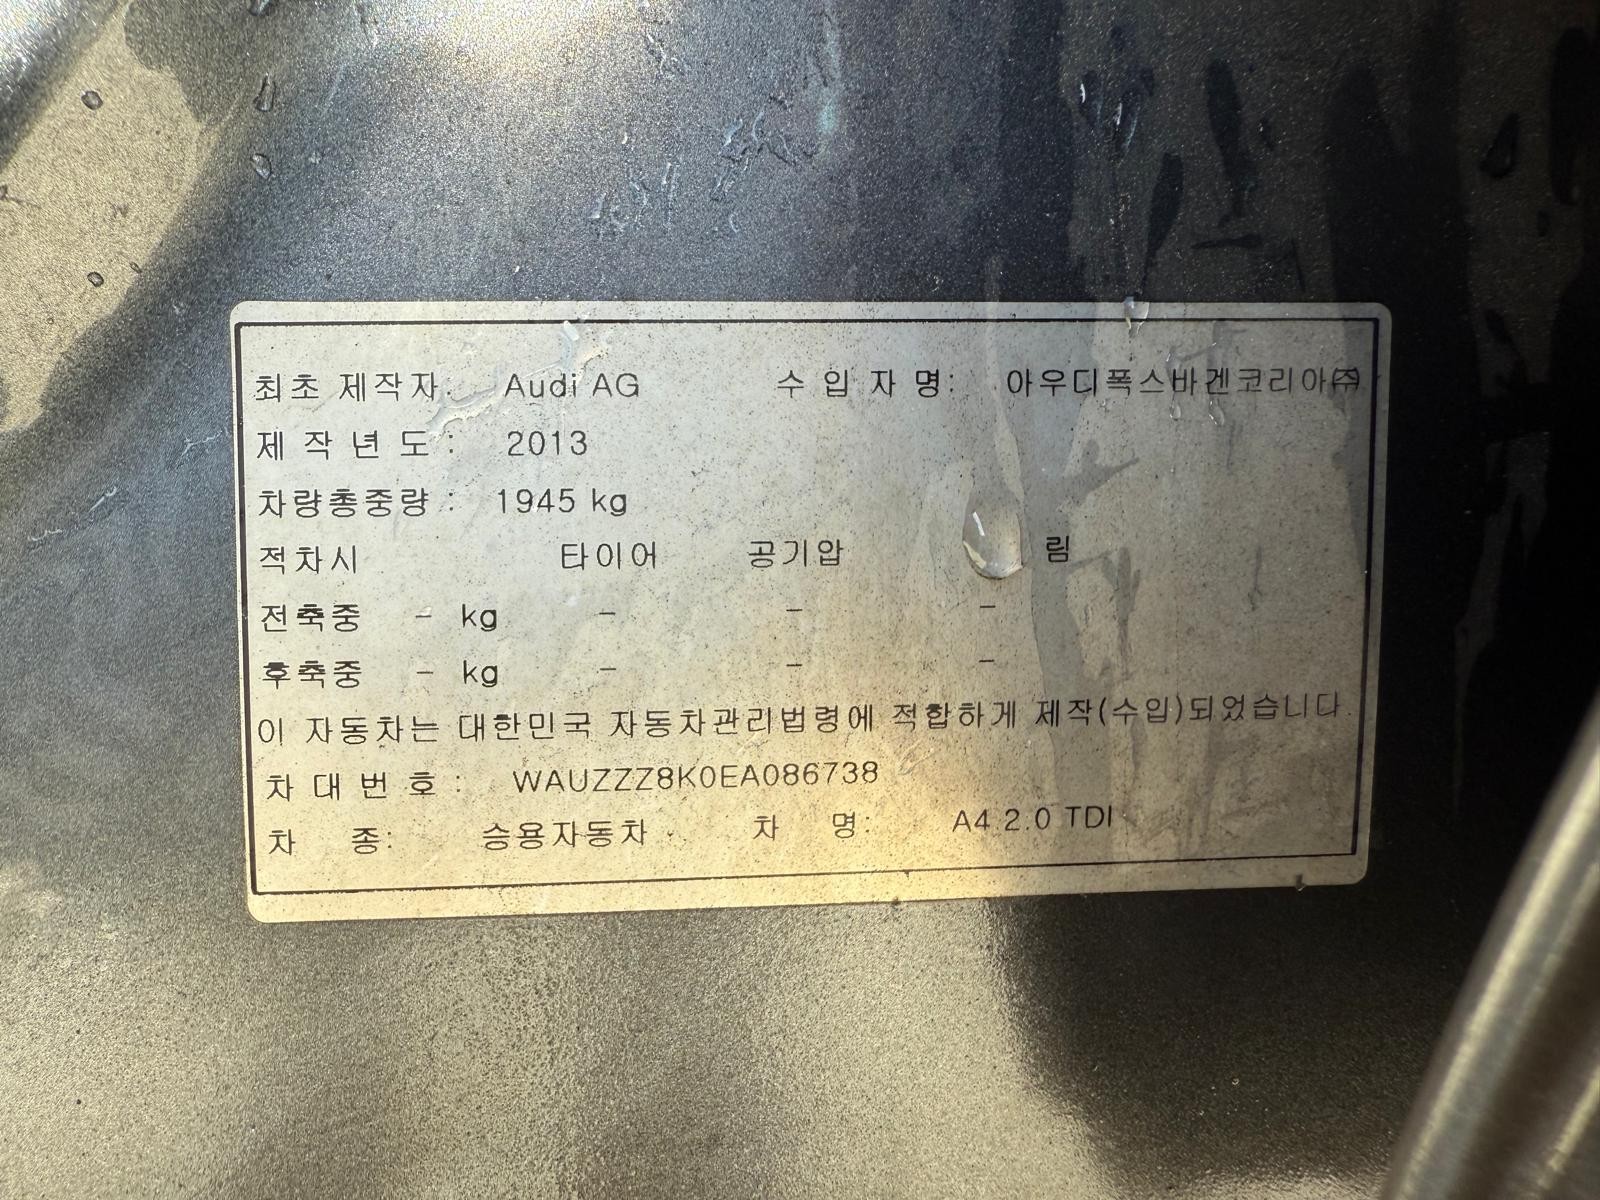 최초 제작자: Audi AG 수 입 자 명: 아우디폭스바겐코리아㈜
제 작 년 도 : 2013
차량총중량 : 1945 kg
적차시 타이어 공기압 림
전축중 - kg - - -
후축중 - kg - - -
이 자동차는 대한민국 자동차관리법령에 적합하게 제작(수입)되었습니다.
차 대 번 호 : WAUZZZ8K0EA086738
차 종: 승용자동차 차 명: A4 2.0 TDI